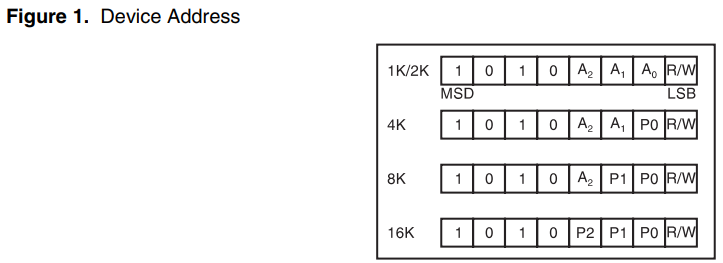 Figure 1. Device Address
1K/2K 1 0 1 0 A₂ A₁ A₀ R/W
MSD LSB
4K 1 0 1 0 A₂ A₁ P0 R/W
8K 1 0 1 0 A₂ P1 P0 R/W
16K 1 0 1 0 P2 P1 P0 R/W